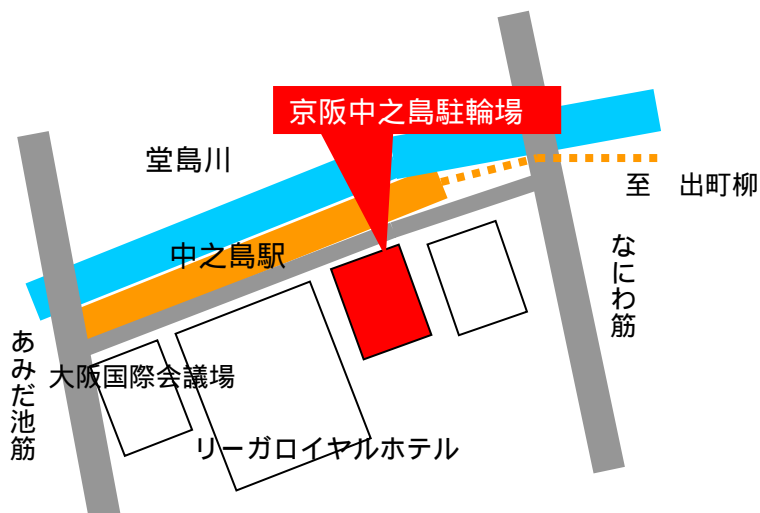 京阪中之島駐輪場
堂島川
至　出町柳
中之島駅
なにわ筋
あみだ池筋
大阪国際会議場
リーガロイヤルホテル